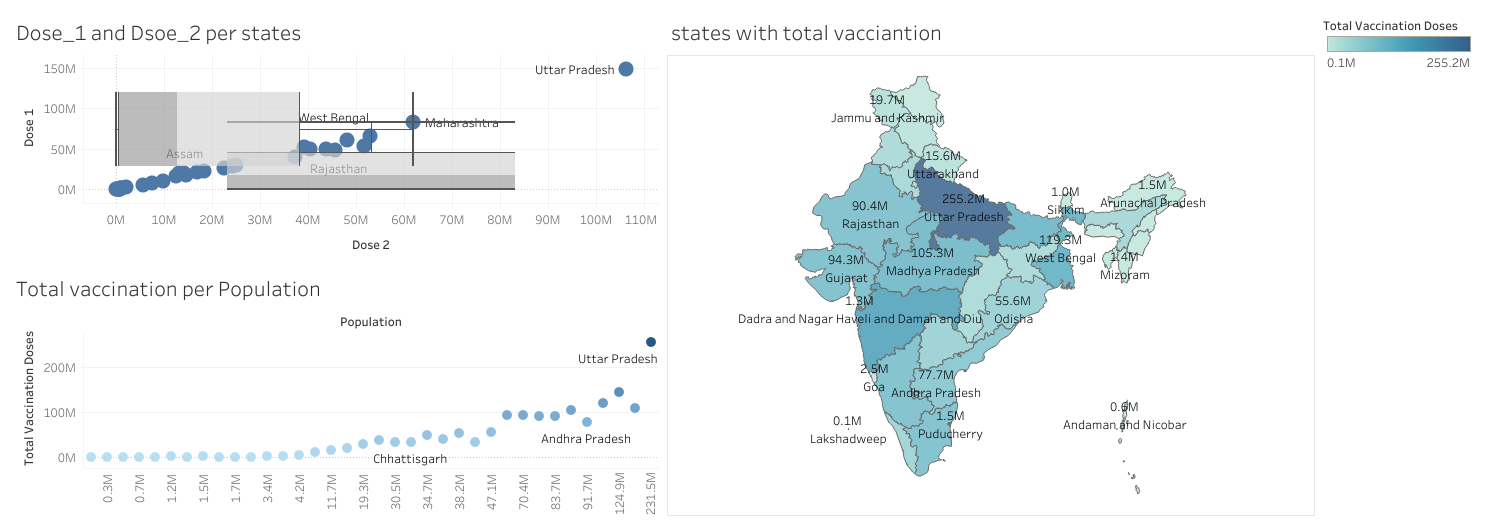 Dose_1 and Dsoe_2 per states
150M
100M
50M
0M
Dose 1
Uttar Pradesh
West Bengal
Maharashtra
Assam
Rajasthan
0M 10M 20M 30M 40M 50M 60M 70M 80M 90M 100M 110M
Dose 2
Total vaccination per Population
Population
Total Vaccination Doses
200M
100M
0M
Uttar Pradesh
Andhra Pradesh
Chhattisgarh
0.3M 0.7M 1.2M 1.5M 1.7M 3.4M 4.2M 11.7M 19.3M 30.5M 34.7M 38.2M 47.1M 70.4M 83.7M 91.7M 124.9M 231.5M
states with total vacciantion
19.7M
Jammu and Kashmir
15.6M
Uttarakhand
255.2M
Uttar Pradesh
90.4M
Rajasthan
1.0M
Sikkim
1.5M
Arunachal Pradesh
119.3M
West Bengal
1.4M
Mizoram
94.3M
Gujarat
105.3M
Madhya Pradesh
1.3M
Dadra and Nagar Haveli and Daman and Diu
55.6M
Odisha
2.5M
Goa
77.7M
Andhra Pradesh
1.5M
Puducherry
0.1M
Lakshadweep
0.6M
Andaman and Nicobar
Total Vaccination Doses
0.1M 255.2M